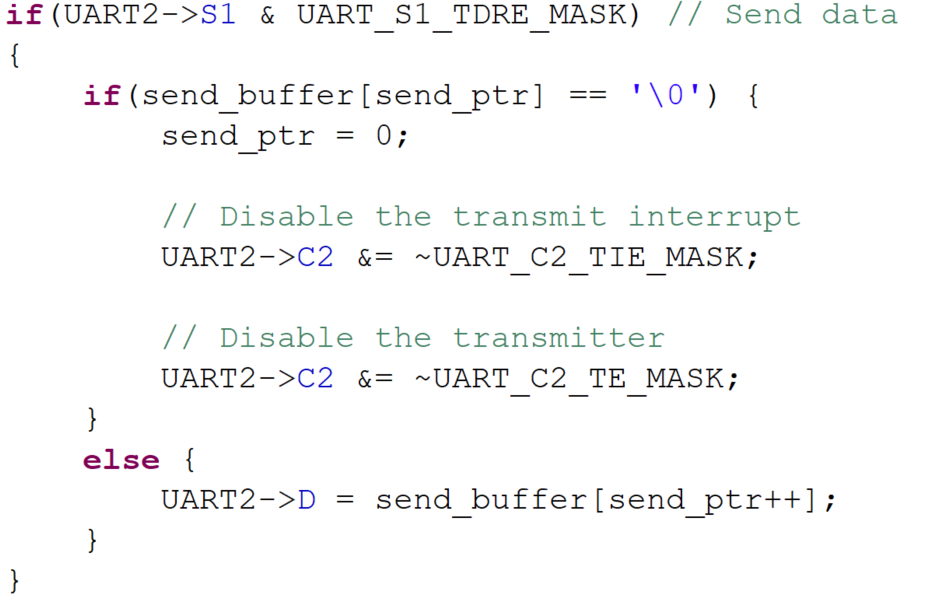 if(UART2->S1 & UART_S1_TDRE_MASK) // Send data
{
    if(send_buffer[send_ptr] == '\0') {
        send_ptr = 0;

        // Disable the transmit interrupt
        UART2->C2 &= ~UART_C2_TIE_MASK;

        // Disable the transmitter
        UART2->C2 &= ~UART_C2_TE_MASK;
    }
    else {
        UART2->D = send_buffer[send_ptr++];
    }
}